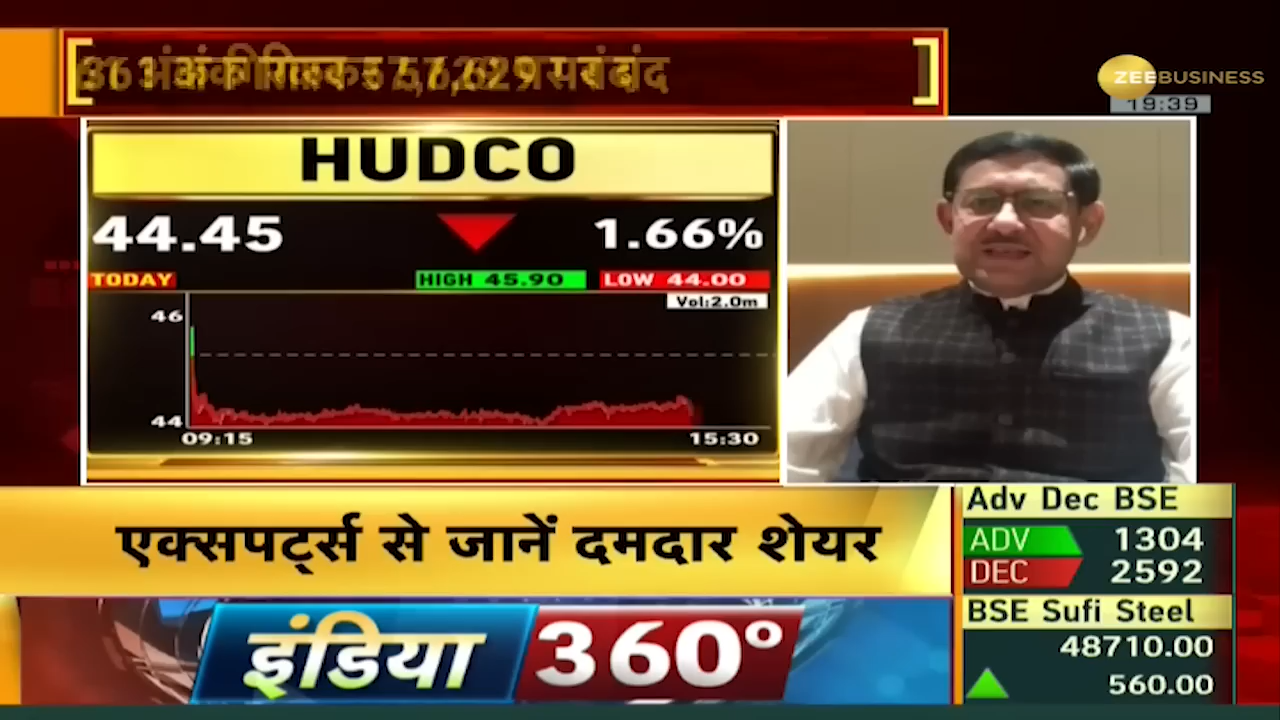 ZEEBUSINESS
19:39
HUDCO
44.45 1.66%
TODAY HIGH 45.90 LOW 44.00
Vol:2.0m
46
44
09:15 15:30
एक्सपर्ट्स से जानें दमदार शेयर
इंडिया 360°
Adv Dec BSE
ADV 1304
DEC 2592
BSE Sufi Steel
48710.00
560.00